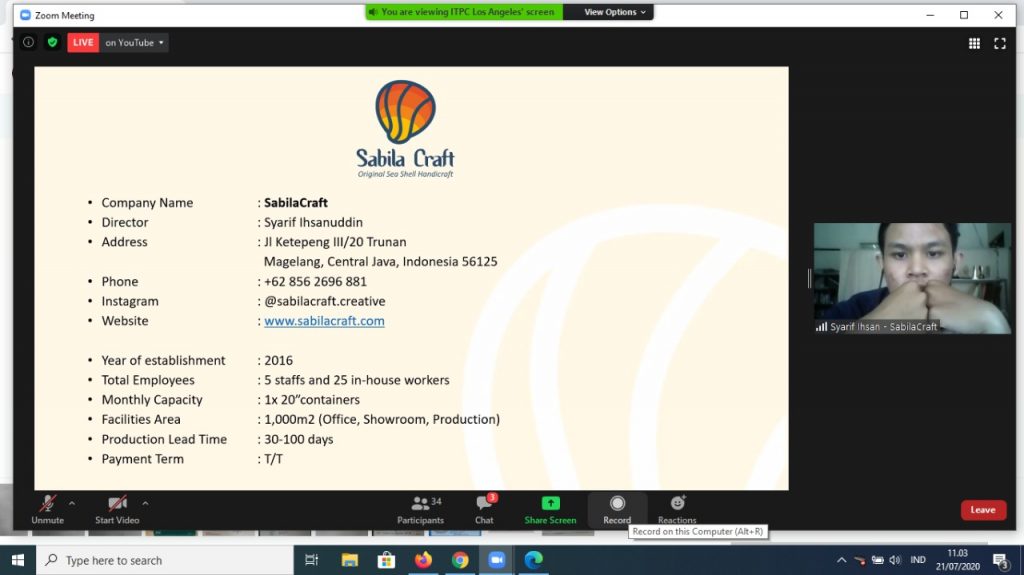 Zoom Meeting
You are viewing ITPC Los Angeles' screen
View Options
LIVE on YouTube
Sabila Craft
Original Sea Shell Handicraft
• Company Name : SabilaCraft
• Director : Syarif Ihsanuddin
• Address : Jl Ketepeng III/20 Trunan
Magelang, Central Java, Indonesia 56125
• Phone : +62 856 2696 881
• Instagram : @sabilacraft.creative
• Website : www.sabilacraft.com
• Year of establishment : 2016
• Total Employees : 5 staffs and 25 in-house workers
• Monthly Capacity : 1x 20”containers
• Facilities Area : 1,000m2 (Office, Showroom, Production)
• Production Lead Time : 30-100 days
• Payment Term : T/T
Syarif Ihsan - SabilaCraft
34
3
Unmute
Start Video
Participants
Chat
Share Screen
Record
Reactions
Leave
Record on this Computer (Alt+R)
Type here to search
IND
11.03
21/07/2020
3